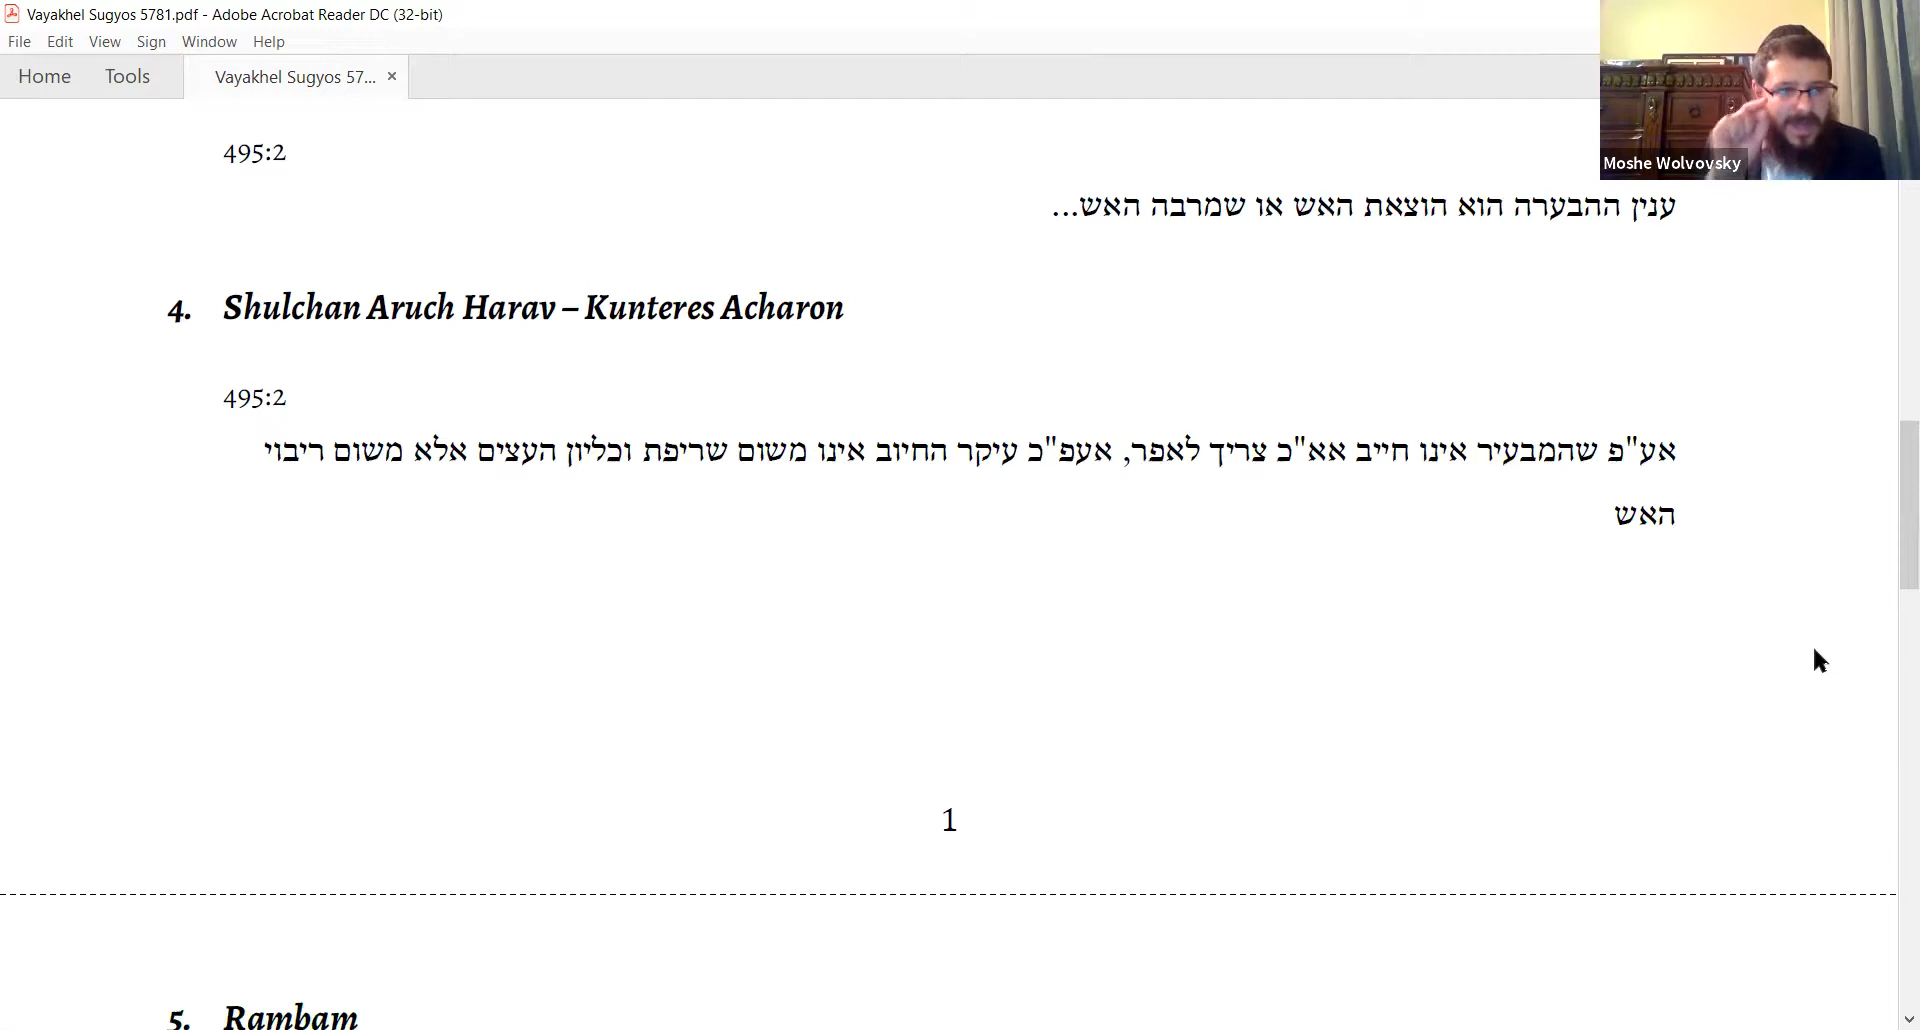 Vayakhel Sugyos 5781.pdf - Adobe Acrobat Reader DC (32-bit)
File Edit View Sign Window Help
Home Tools Vayakhel Sugyos 57... ×
Moshe Wolvovsky
495:2
ענין ההבערה הוא הוצאת האש או שמרבה האש...
4. Shulchan Aruch Harav – Kunteres Acharon
495:2
אע"פ שהמבעיר אינו חייב אא"כ צריך לאפר, אעפ"כ עיקר החיוב אינו משום שריפת וכליון העצים אלא משום ריבוי
האש
1
5. Rambam